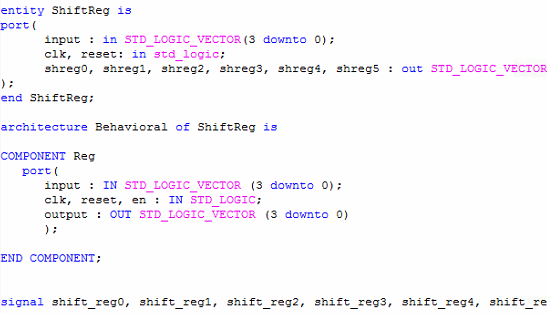 entity ShiftReg is
port(
input : in STD_LOGIC_VECTOR(3 downto 0);
clk, reset: in std_logic;
shreg0, shreg1, shreg2, shreg3, shreg4, shreg5 : out STD_LOGIC_VECTOR
);
end ShiftReg;
architecture Behavioral of ShiftReg is
COMPONENT Reg
port(
input : IN STD_LOGIC_VECTOR (3 downto 0);
clk, reset, en : IN STD_LOGIC;
output : OUT STD_LOGIC_VECTOR (3 downto 0)
);
END COMPONENT;
signal shift_reg0, shift_reg1, shift_reg2, shift_reg3, shift_reg4, shift_re